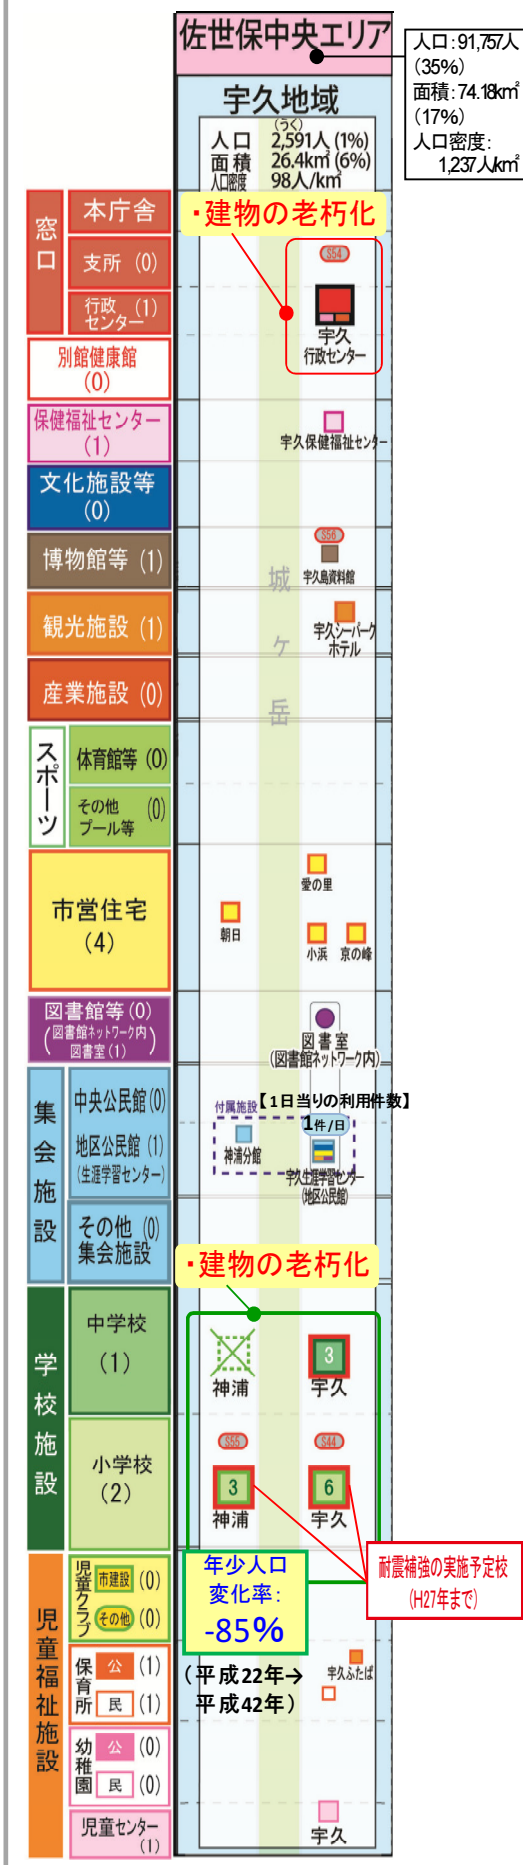 佐世保中央エリア
人口：91,757人
(35%)
面積：74.18k㎡
(17%)
人口密度：
1,237人/k㎡
宇久地域
(うく)
人口 2,591人 (1%)
面積 26.4k㎡ (6%)
人口密度 98人/k㎡
・建物の老朽化
窓口
本庁舎
支所 (0)
行政センター (1)
S54
宇久
行政センター
別館健康館
(0)
保健福祉センター
(1)
宇久保健福祉センター
文化施設等
(0)
博物館等 (1)
S56
宇久島資料館
城ヶ岳
観光施設 (1)
宇久シーパーク
ホテル
産業施設 (0)
スポーツ
体育館等 (0)
その他
プール等 (0)
市営住宅
(4)
愛の里
朝日
小浜
京の峰
図書館等 (0)
(図書館ネットワーク内
図書室 (1))
図書室
(図書館ネットワーク内)
集会施設
中央公民館 (0)
地区公民館 (1)
(生涯学習センター)
付属施設
【1日当りの利用件数】
1件/日
神浦分館
宇久生涯学習センター
(地区公民館)
その他 (0)
集会施設
・建物の老朽化
学校施設
中学校
(1)
神浦
3
宇久
小学校
(2)
S55
3
神浦
S44
6
宇久
耐震補強の実施予定校
(H27年まで)
年少人口
変化率：
-85%
(平成22年→
平成42年)
児童福祉施設
児童クラブ
市建設 (0)
その他 (0)
保育所
公 (1)
民 (1)
宇久ふたば
幼稚園
公 (0)
民 (0)
児童センター
(1)
宇久